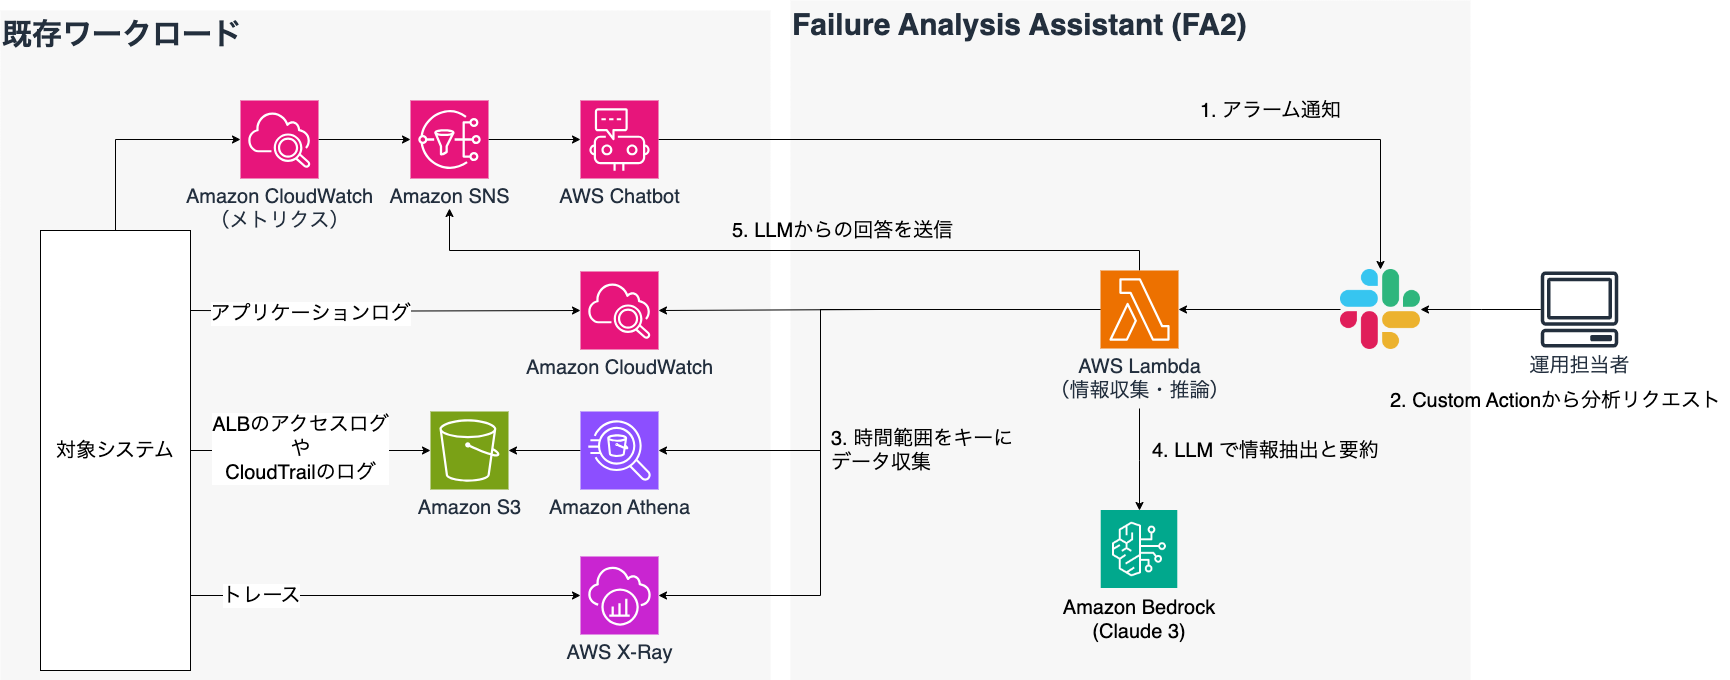 既存ワークロード
Failure Analysis Assistant (FA2)
1. アラーム通知
Amazon CloudWatch
（メトリクス）
Amazon SNS
AWS Chatbot
5. LLMからの回答を送信
アプリケーションログ
Amazon CloudWatch
AWS Lambda
（情報収集・推論）
運用担当者
2. Custom Actionから分析リクエスト
対象システム
ALBのアクセスログ
や
CloudTrailのログ
Amazon S3
Amazon Athena
3. 時間範囲をキーに
データ収集
4. LLM で情報抽出と要約
トレース
AWS X-Ray
Amazon Bedrock
(Claude 3)